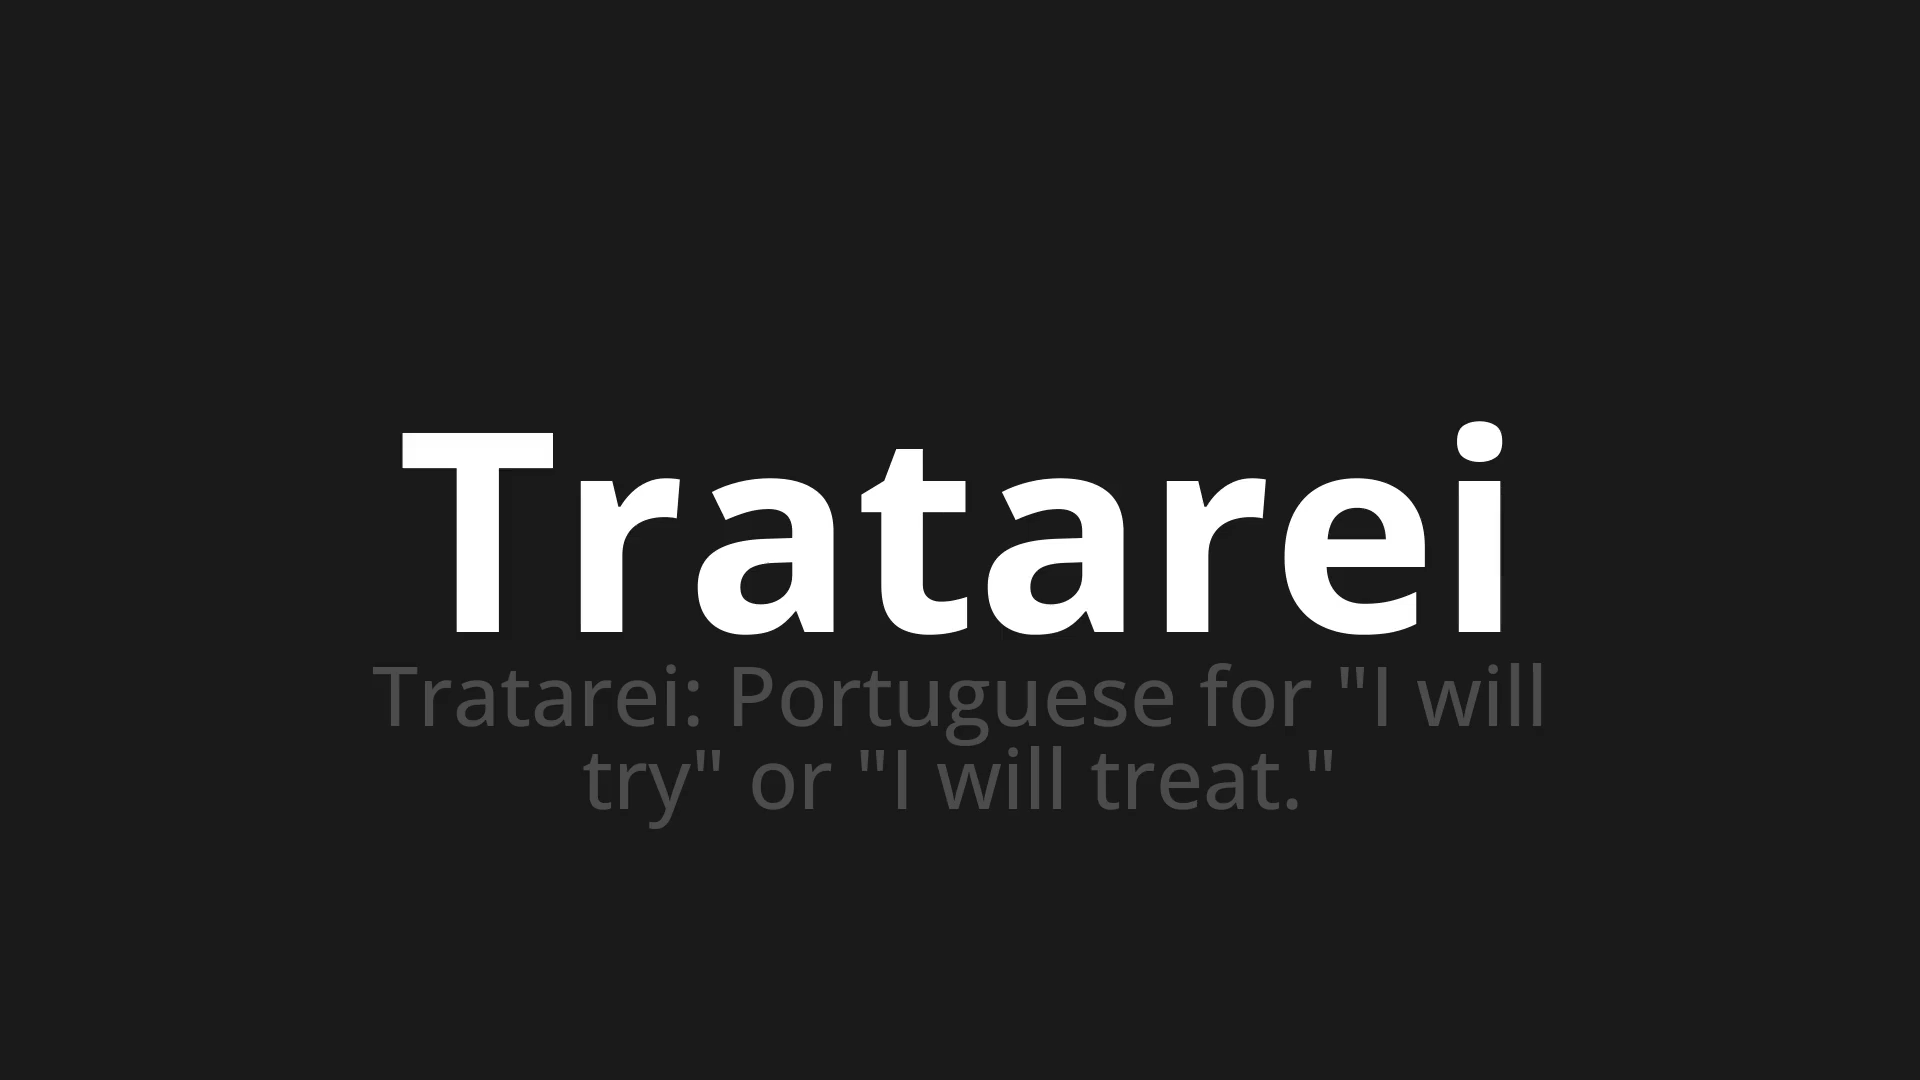 Tratarei
Tratarei: Portuguese for "I will
try" or "I will treat."